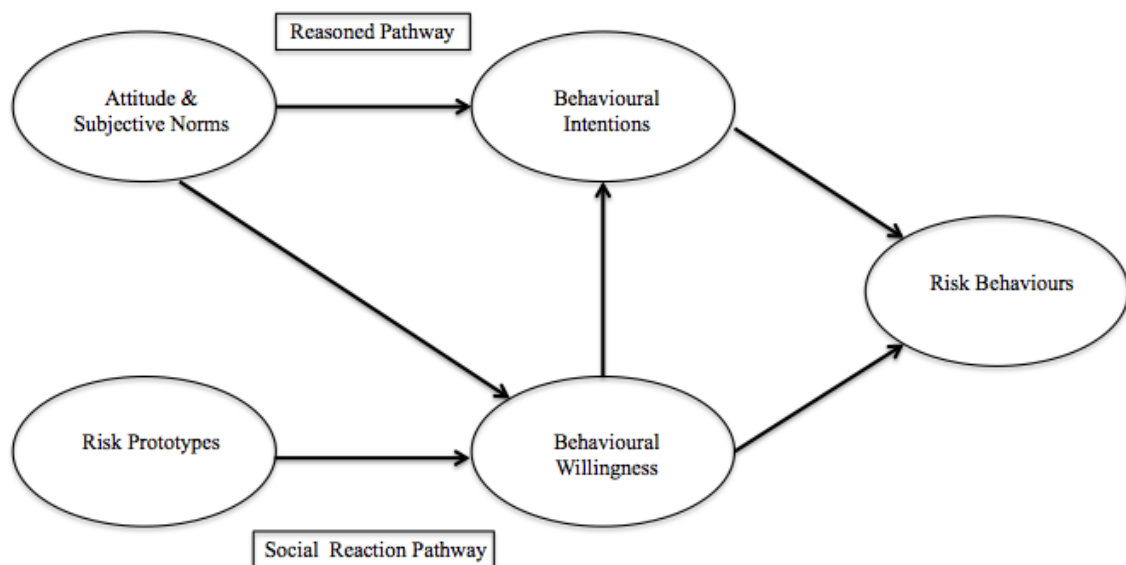 Reasoned Pathway
Attitude &
Subjective Norms
Behavioural
Intentions
Risk Behaviours
Risk Prototypes
Behavioural
Willingness
Social Reaction Pathway